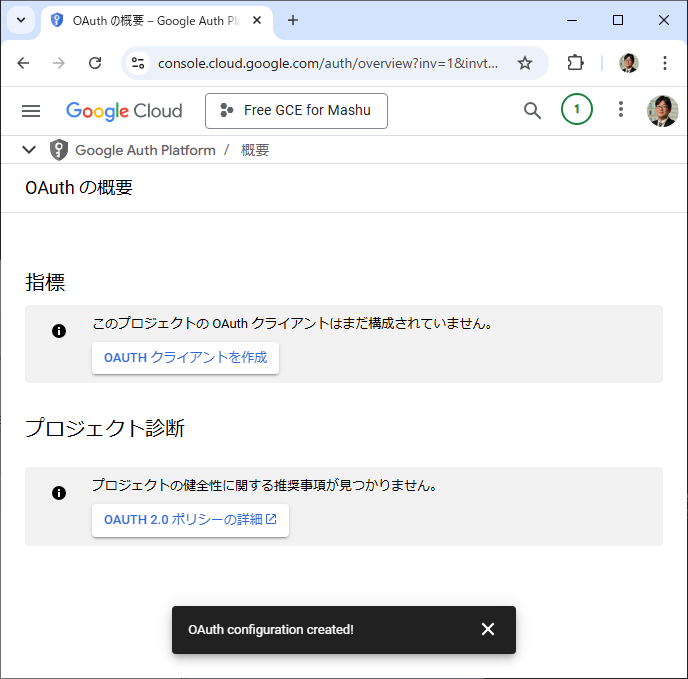 OAuth の概要 – Google Auth Pl
console.cloud.google.com/auth/overview?inv=1&invt...
Google Cloud
Free GCE for Mashu
1
Google Auth Platform / 概要
OAuth の概要
指標
このプロジェクトの OAuth クライアントはまだ構成されていません。
OAUTH クライアントを作成
プロジェクト診断
プロジェクトの健全性に関する推奨事項が見つかりません。
OAUTH 2.0 ポリシーの詳細
OAuth configuration created!